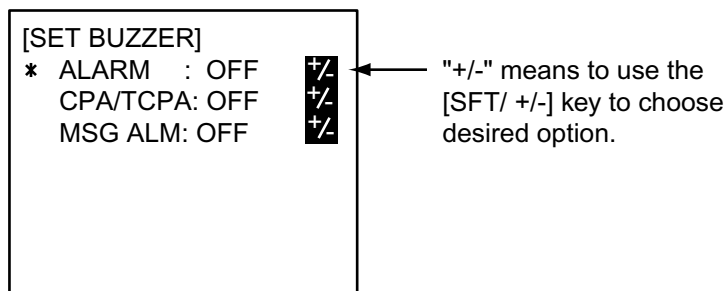 [SET BUZZER]
* ALARM : OFF +/-
CPA/TCPA: OFF +/-
MSG ALM: OFF +/-
"+/-" means to use the
[SFT/ +/-] key to choose
desired option.